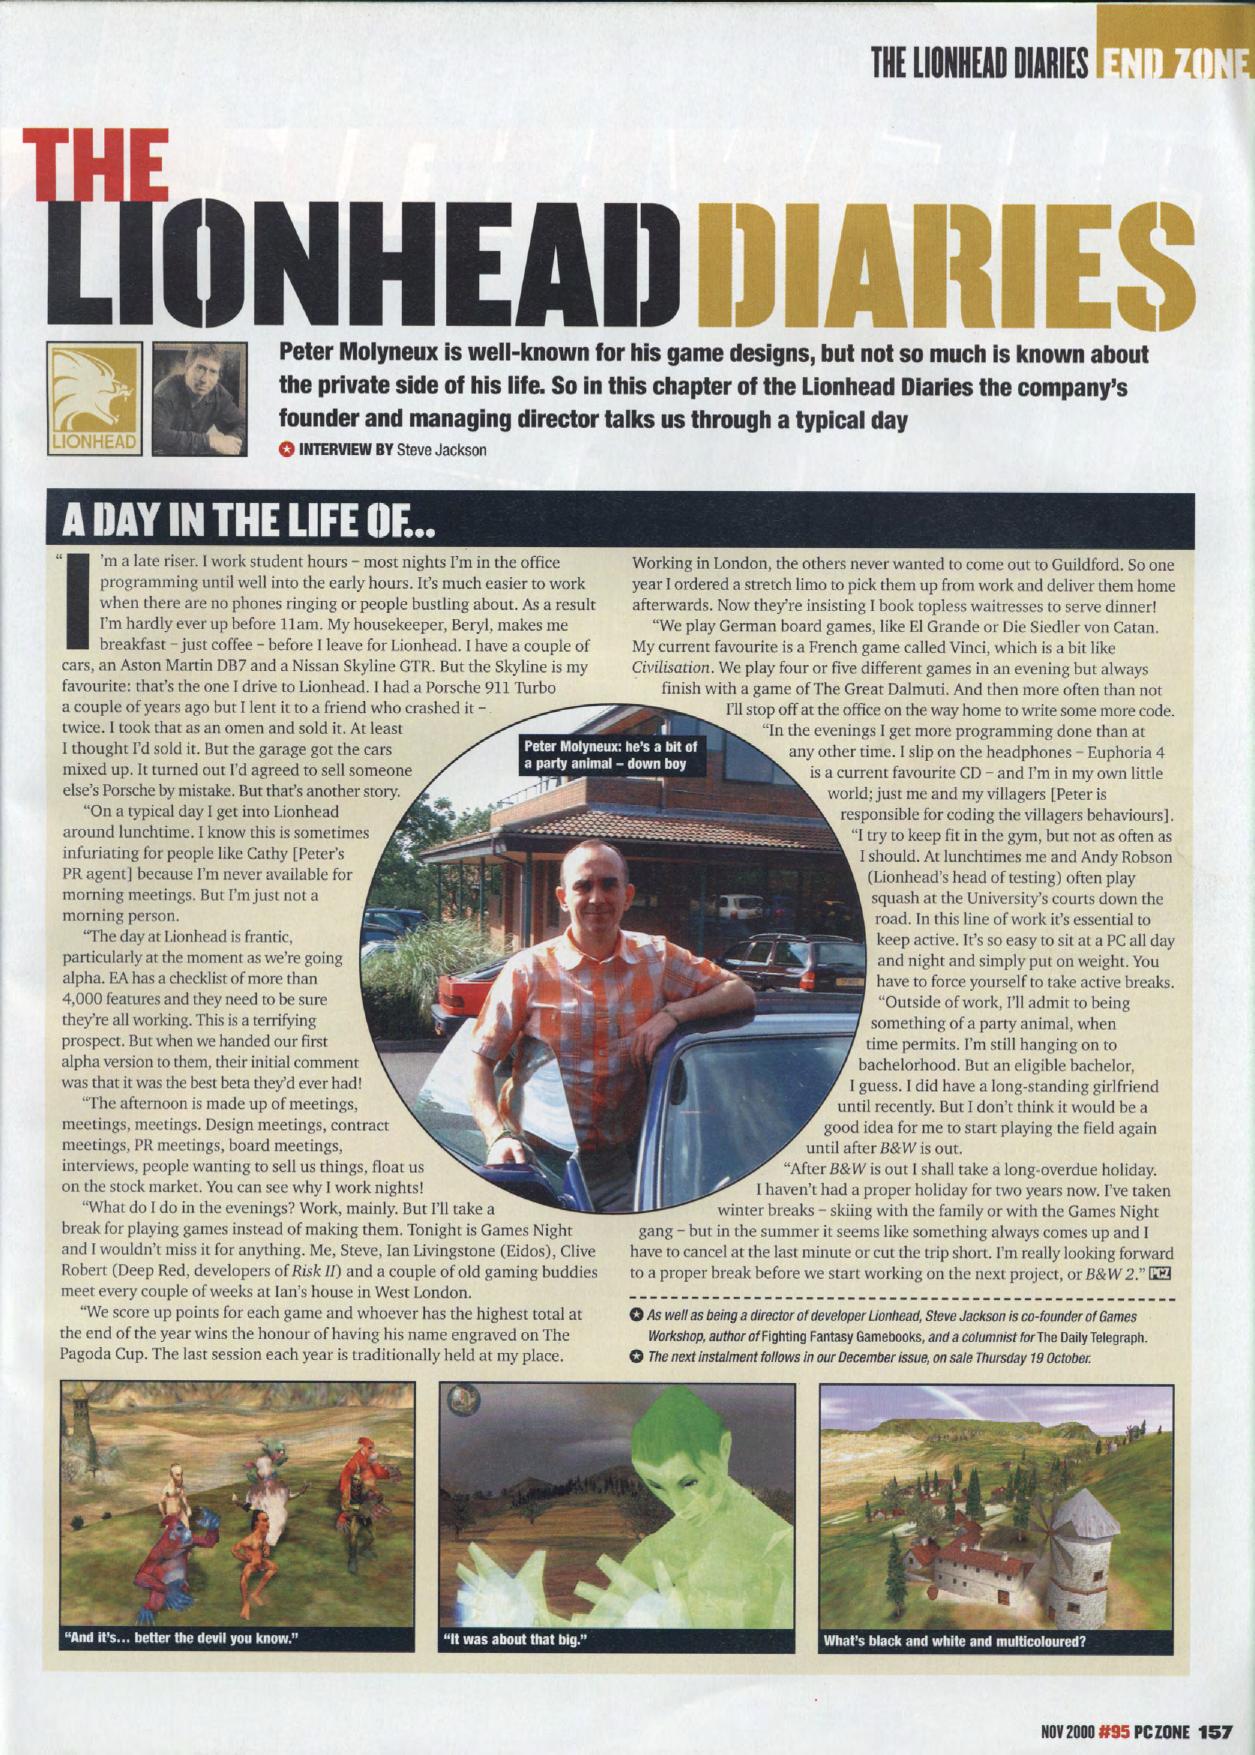 THE LIONHEAD DIARIES END ZONE
THE
LIONHEAD DIARIES
LIONHEAD
Peter Molyneux is well-known for his game designs, but not so much is known about
the private side of his life. So in this chapter of the Lionhead Diaries the company's
founder and managing director talks us through a typical day
INTERVIEW BY Steve Jackson
A DAY IN THE LIFE OF...
"I'm a late riser. I work student hours – most nights I'm in the office
programming until well into the early hours. It's much easier to work
when there are no phones ringing or people bustling about. As a result
I'm hardly ever up before 11am. My housekeeper, Beryl, makes me
breakfast – just coffee – before I leave for Lionhead. I have a couple of
cars, an Aston Martin DB7 and a Nissan Skyline GTR. But the Skyline is my
favourite: that's the one I drive to Lionhead. I had a Porsche 911 Turbo
a couple of years ago but I lent it to a friend who crashed it –
twice. I took that as an omen and sold it. At least
I thought I'd sold it. But the garage got the cars
mixed up. It turned out I'd agreed to sell someone
else's Porsche by mistake. But that's another story.
"On a typical day I get into Lionhead
around lunchtime. I know this is sometimes
infuriating for people like Cathy [Peter's
PR agent] because I'm never available for
morning meetings. But I'm just not a
morning person.
"The day at Lionhead is frantic,
particularly at the moment as we're going
alpha. EA has a checklist of more than
4,000 features and they need to be sure
they're all working. This is a terrifying
prospect. But when we handed our first
alpha version to them, their initial comment
was that it was the best beta they'd ever had!
"The afternoon is made up of meetings,
meetings, meetings. Design meetings, contract
meetings, PR meetings, board meetings,
interviews, people wanting to sell us things, float us
on the stock market. You can see why I work nights!
"What do I do in the evenings? Work, mainly. But I'll take a
break for playing games instead of making them. Tonight is Games Night
and I wouldn't miss it for anything. Me, Steve, Ian Livingstone (Eidos), Clive
Robert (Deep Red, developers of Risk II) and a couple of old gaming buddies
meet every couple of weeks at Ian's house in West London.
"We score up points for each game and whoever has the highest total at
the end of the year wins the honour of having his name engraved on The
Pagoda Cup. The last session each year is traditionally held at my place.
Peter Molyneux: he's a bit of
a party animal – down boy
Working in London, the others never wanted to come out to Guildford. So one
year I ordered a stretch limo to pick them up from work and deliver them home
afterwards. Now they're insisting I book topless waitresses to serve dinner!
"We play German board games, like El Grande or Die Siedler von Catan.
My current favourite is a French game called Vinci, which is a bit like
Civilisation. We play four or five different games in an evening but always
finish with a game of The Great Dalmuti. And then more often than not
I'll stop off at the office on the way home to write some more code.
"In the evenings I get more programming done than at
any other time. I slip on the headphones – Euphoria 4
is a current favourite CD – and I'm in my own little
world; just me and my villagers [Peter is
responsible for coding the villagers behaviours].
"I try to keep fit in the gym, but not as often as
I should. At lunchtimes me and Andy Robson
(Lionhead's head of testing) often play
squash at the University's courts down the
road. In this line of work it's essential to
keep active. It's so easy to sit at a PC all day
and night and simply put on weight. You
have to force yourself to take active breaks.
"Outside of work, I'll admit to being
something of a party animal, when
time permits. I'm still hanging on to
bachelorhood. But an eligible bachelor,
I guess. I did have a long-standing girlfriend
until recently. But I don't think it would be a
good idea for me to start playing the field again
until after B&W is out.
"After B&W is out I shall take a long-overdue holiday.
I haven't had a proper holiday for two years now. I've taken
winter breaks – skiing with the family or with the Games Night
gang – but in the summer it seems like something always comes up and I
have to cancel at the last minute or cut the trip short. I'm really looking forward
to a proper break before we start working on the next project, or B&W 2." PCZ
As well as being a director of developer Lionhead, Steve Jackson is co-founder of Games
Workshop, author of Fighting Fantasy Gamebooks, and a columnist for The Daily Telegraph.
The next instalment follows in our December issue, on sale Thursday 19 October.
"And it's... better the devil you know."
"It was about that big."
What's black and white and multicoloured?
NOV 2000 #95 PC ZONE 157